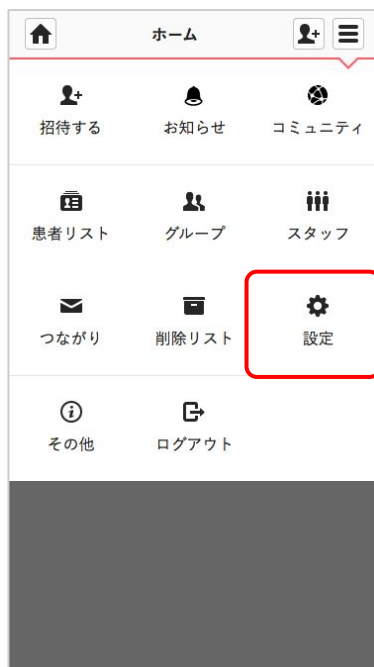 ホーム
招待する お知らせ コミュニティ
患者リスト グループ スタッフ
つながり 削除リスト 設定
その他 ログアウト